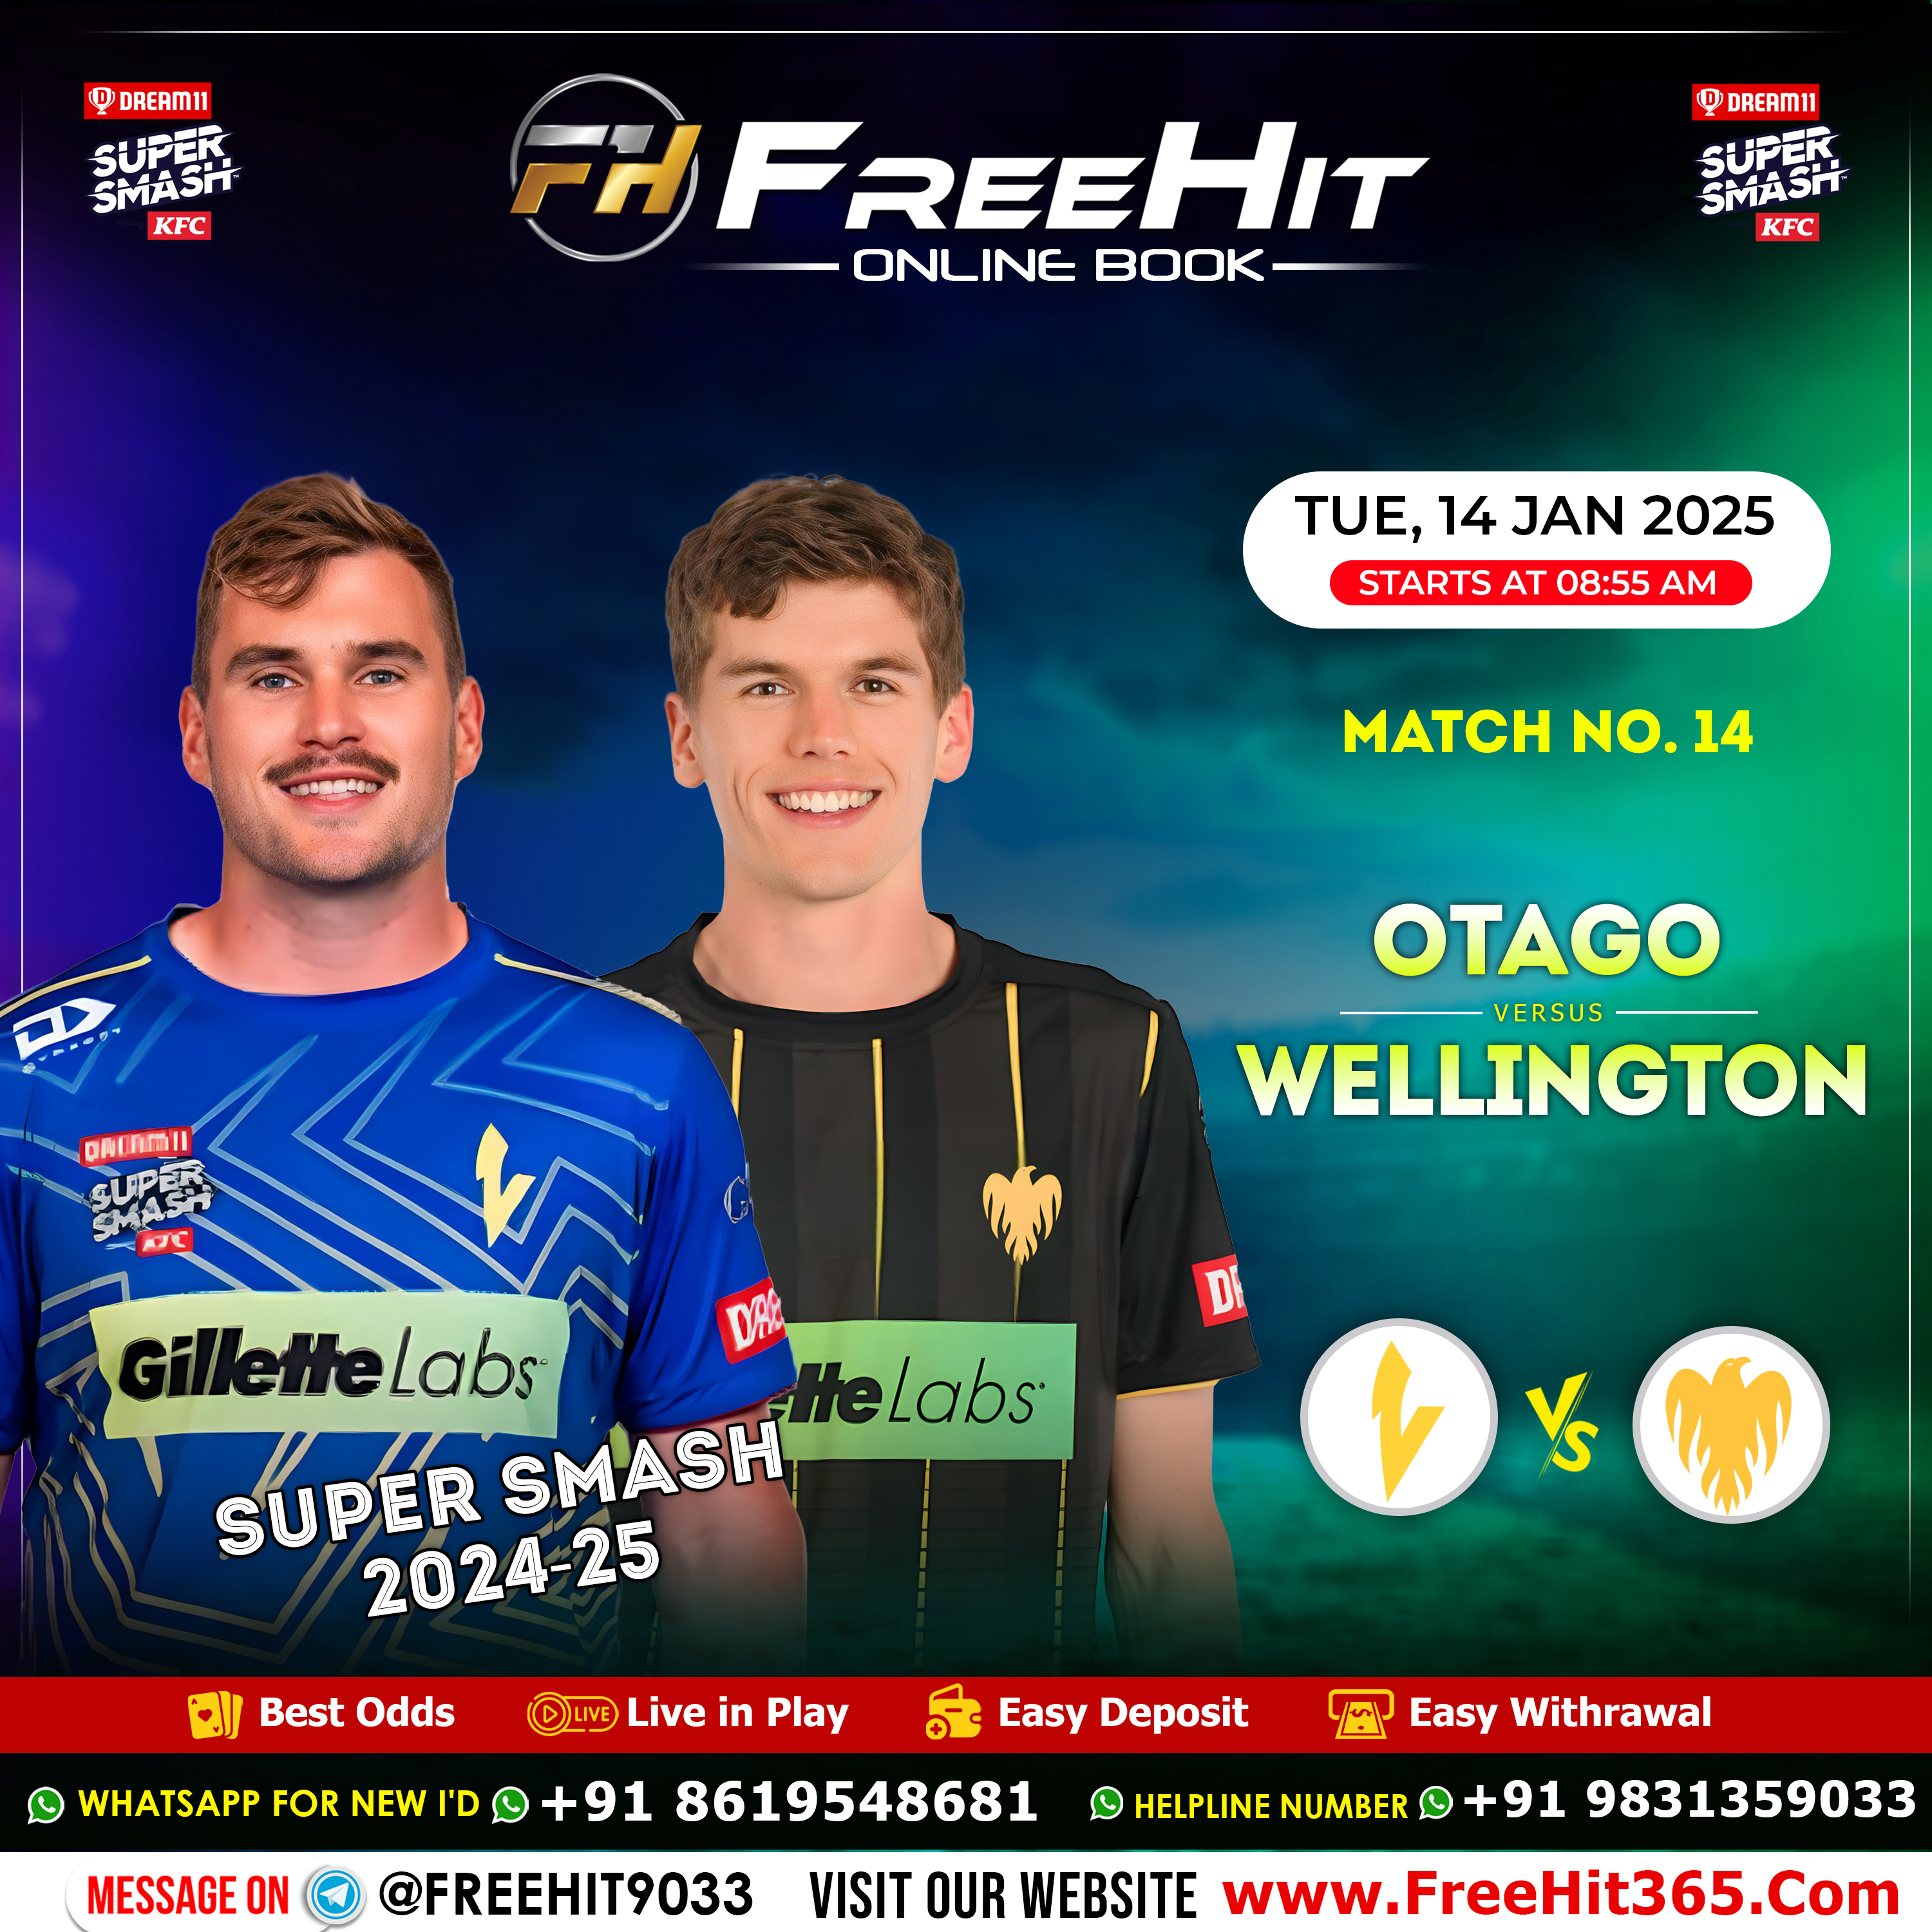 DREAM11
SUPER
SMASH
KFC
FH FREEHIT
ONLINE BOOK
DREAM11
SUPER
SMASH™
KFC
TUE, 14 JAN 2025
STARTS AT 08:55 AM
MATCH NO. 14
OTAGO
VERSUS
WELLINGTON
SUPER
SMASH
GilletteLabs
tteLabs
VS
SUPER SMASH
2024-25
Best Odds
LIVE Live in Play
Easy Deposit
Easy Withrawal
WHATSAPP FOR NEW I'D +91 8619548681
HELPLINE NUMBER +91 9831359033
MESSAGE ON @FREEHIT9033
VISIT OUR WEBSITE www.FreeHit365.Com